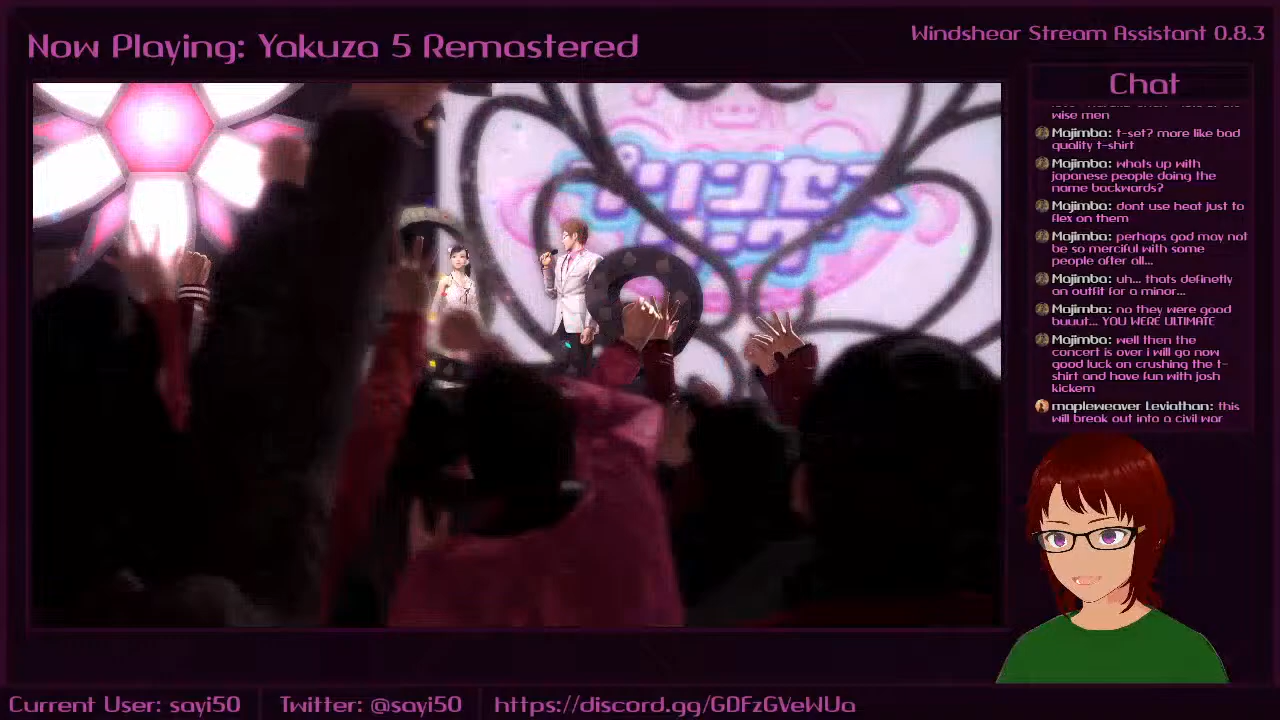 Now Playing: Yakuza 5 Remastered
Windshear Stream Assistant 0.8.3
Chat
wise men
Majimba: t-set? more like bad
quality t-shirt
Majimba: whats up with
japanese people doing the
name backwards?
Majimba: dont use heat just to
flex on them
Majimba: perhaps god may not
be so merciful with some
people after all...
Majimba: uh... thats definetly
an outfit for a minor...
Majimba: no they were good
buuut... YOU WERE ULTIMATE
Majimba: well then the
concert is over i will go now
good luck on crushing the t-
shirt and have fun with josh
kickem
mapleweaver Leviathan: this
will break out into a civil war
プリンセス
Current User: sayi50
Twitter: @sayi50
https://discord.gg/GDFzGVeWUa